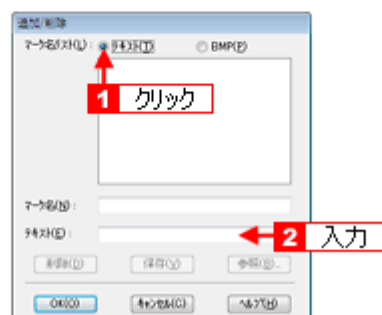 追加/削除
マーク名リスト(L): テキスト(T) BMP(P)
1 クリック
マーク名(N):
テキスト(E):
2 入力
削除(D) 保存(V) 参照(B)...
OK(O) キャンセル(C) ヘルプ(H)